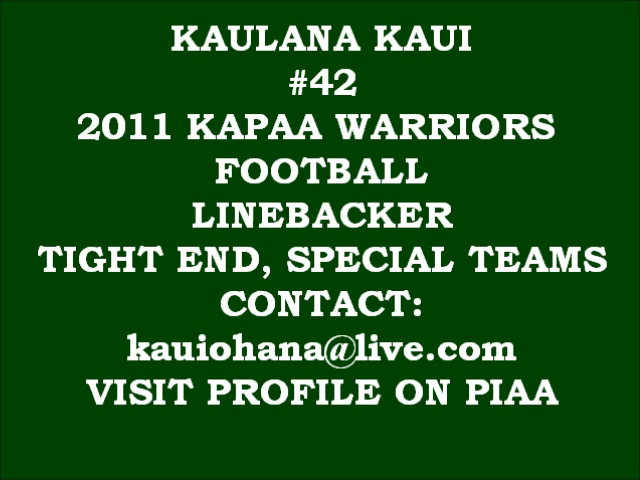 KAULANA KAUI
#42
2011 KAPAA WARRIORS
FOOTBALL
LINEBACKER
TIGHT END, SPECIAL TEAMS
CONTACT:
kauiohana@live.com
VISIT PROFILE ON PIAA